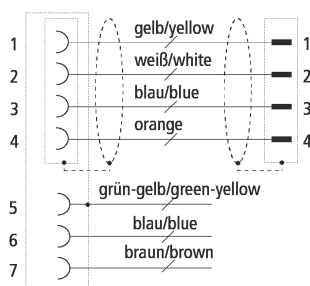 1 gelb/yellow 1
2 weiß/white 2
3 blau/blue 3
4 orange 4
5 grün-gelb/green-yellow
6 blau/blue
7 braun/brown